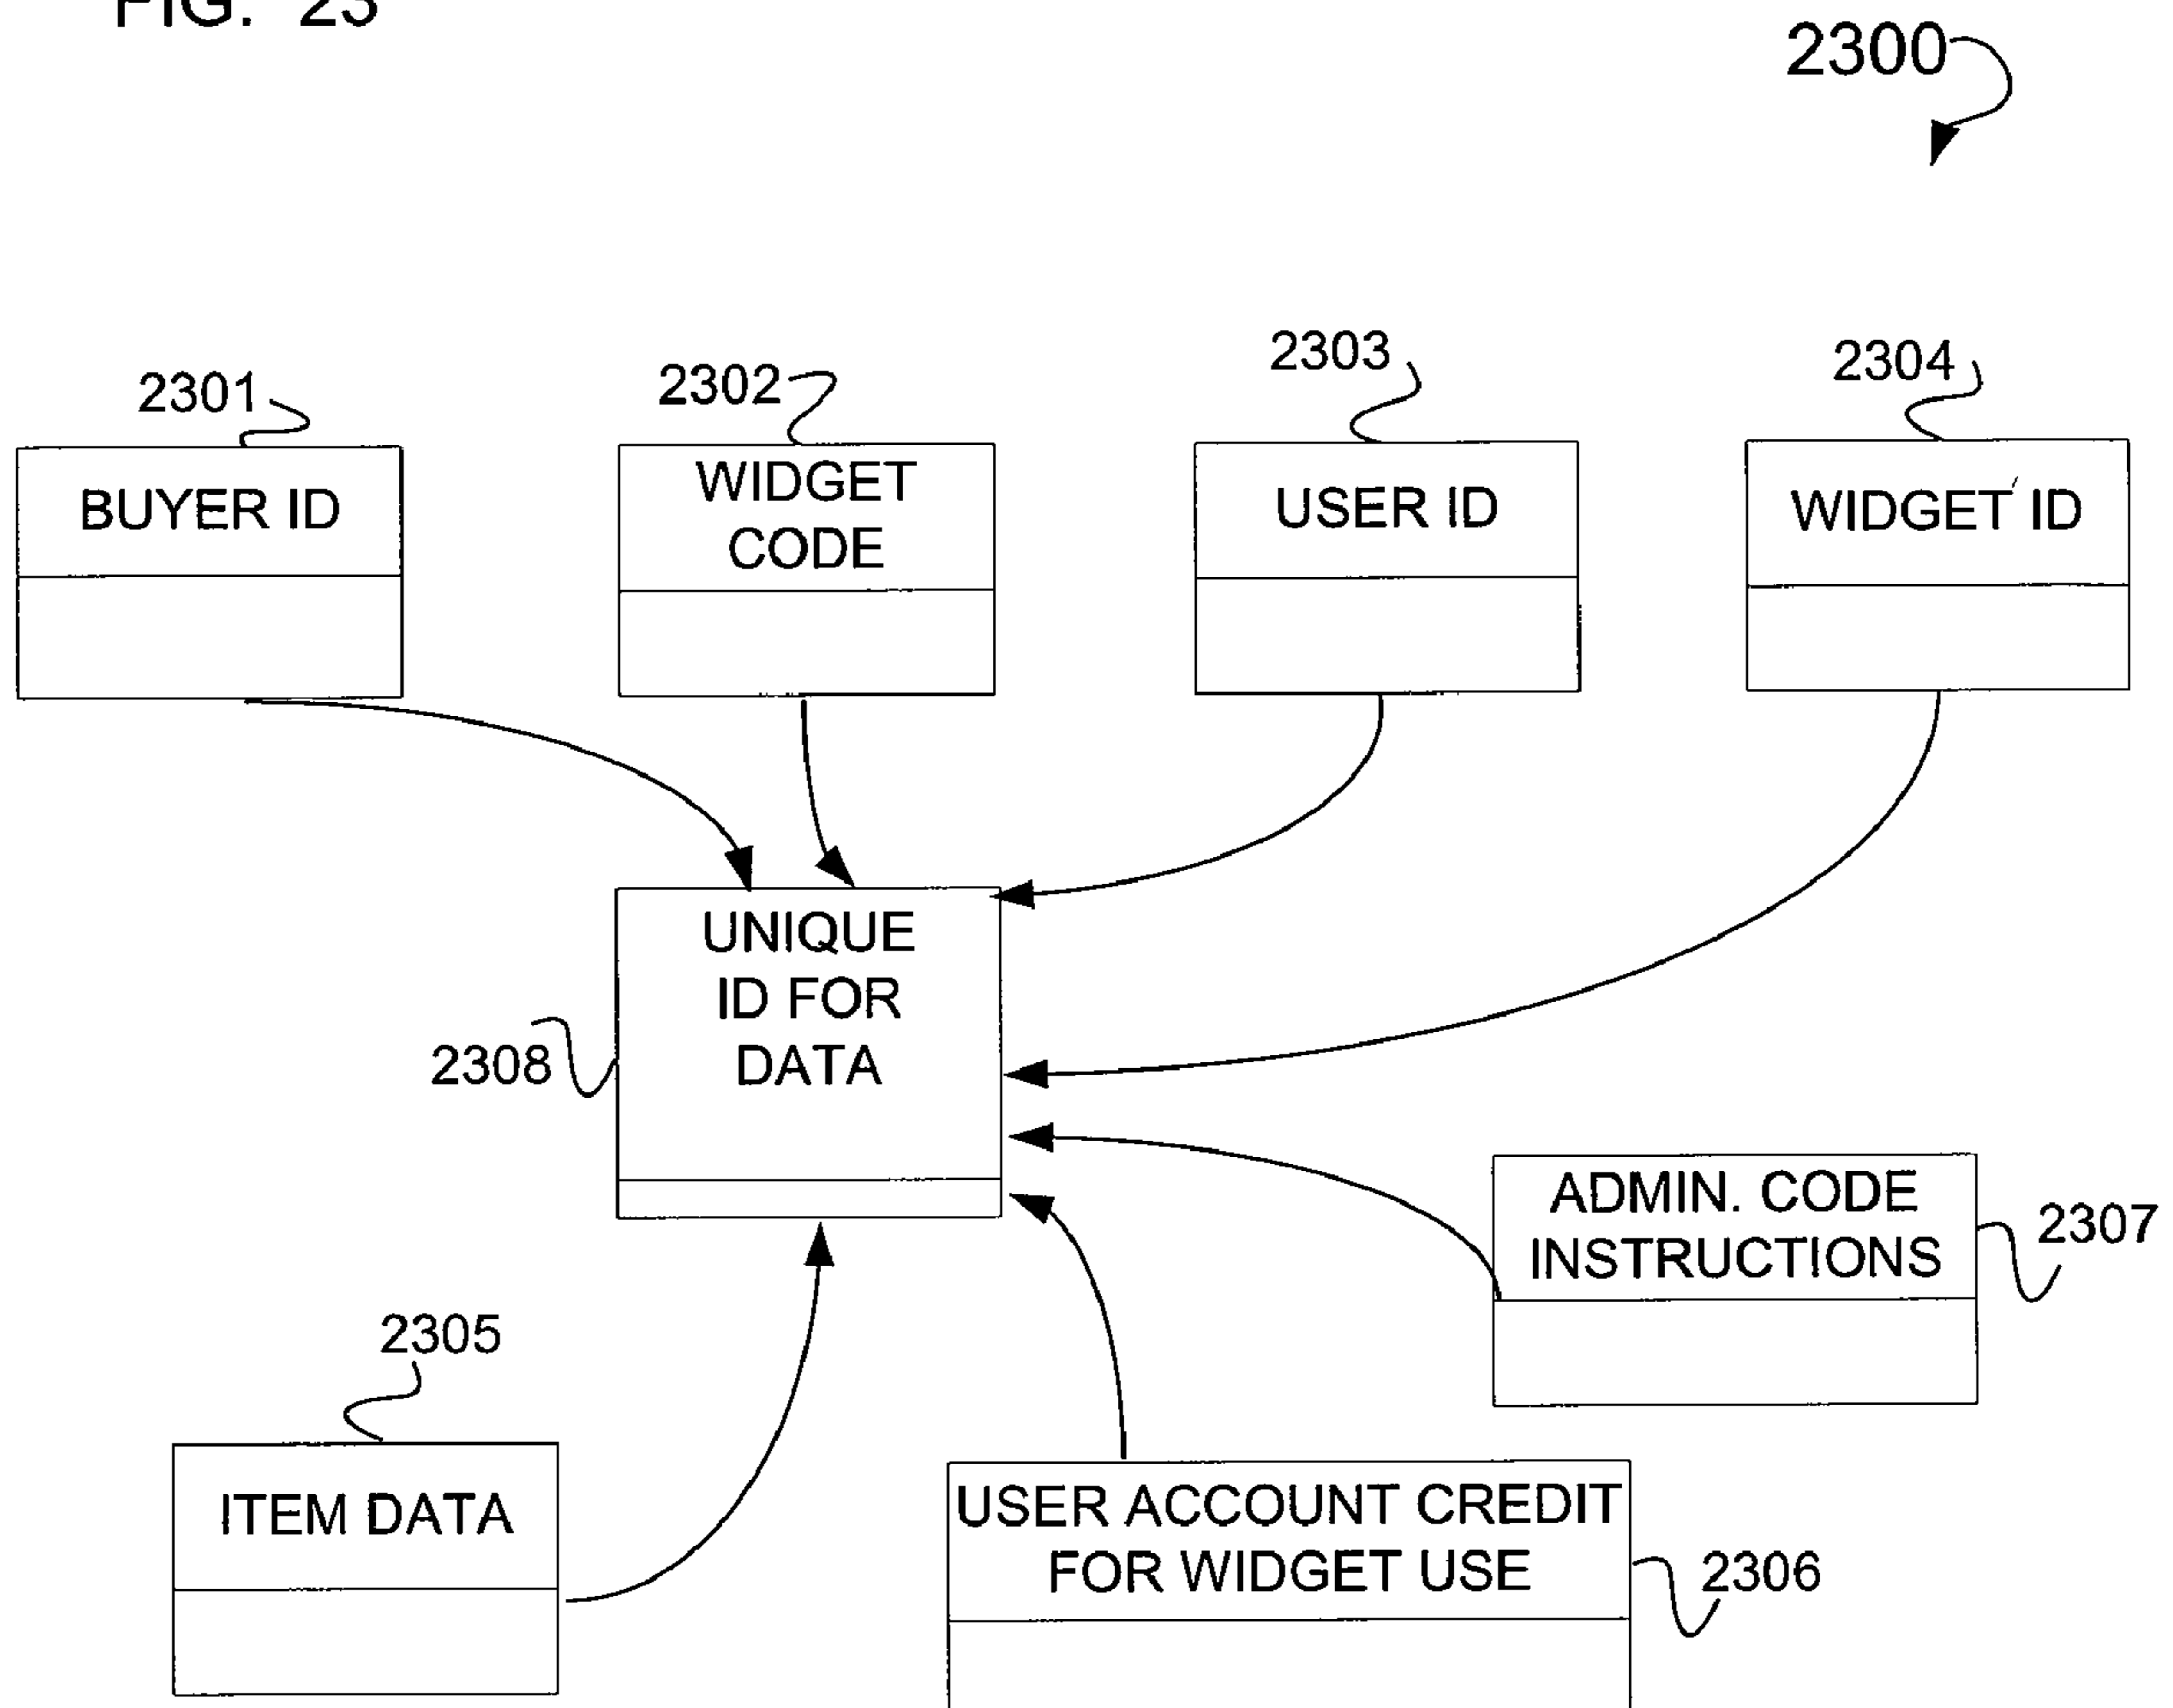 FIG. 23
2300
2301
2302
2303
2304
BUYER ID
WIDGET
CODE
USER ID
WIDGET ID
UNIQUE
ID FOR
DATA
2308
ADMIN. CODE
INSTRUCTIONS
2307
2305
ITEM DATA
USER ACCOUNT CREDIT
FOR WIDGET USE
2306